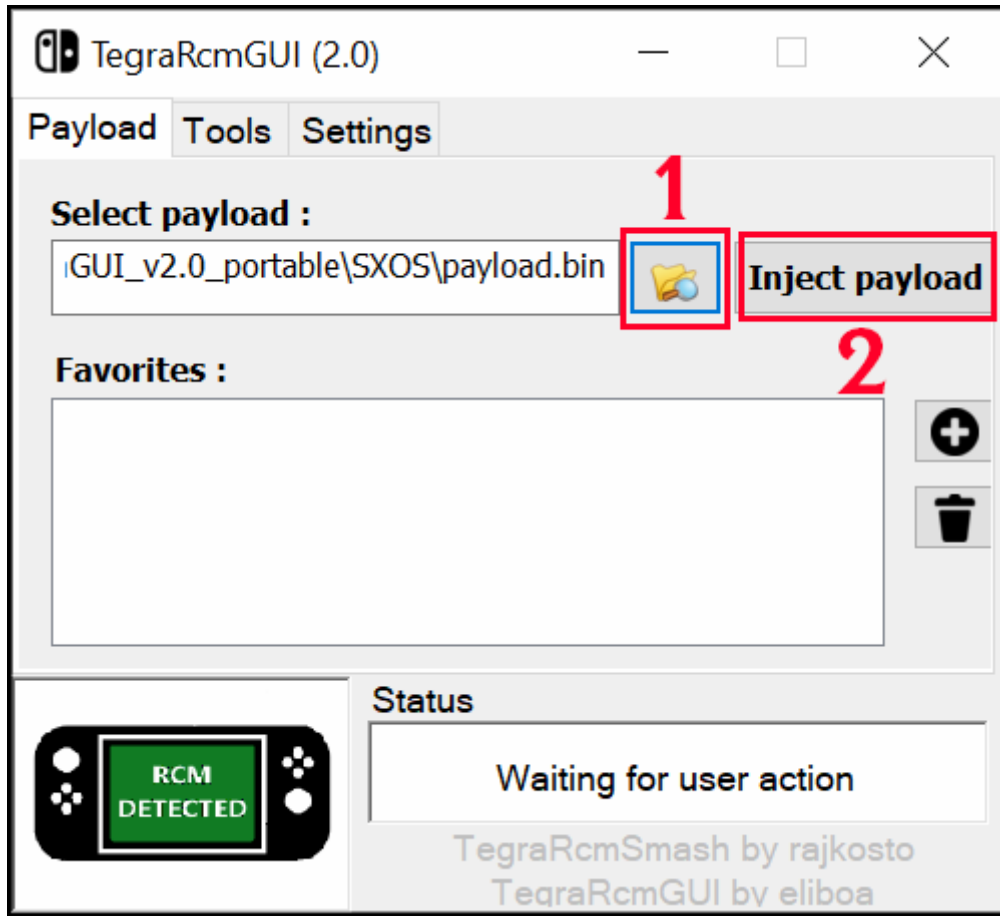 TegraRcmGUI (2.0)
Payload Tools Settings
1
Select payload :
GUI_v2.0_portable\SXOS\payload.bin
Inject payload
2
Favorites :
Status
RCM
DETECTED
Waiting for user action
TegraRcmSmash by rajkosto
TegraRcmGUI by eliboa